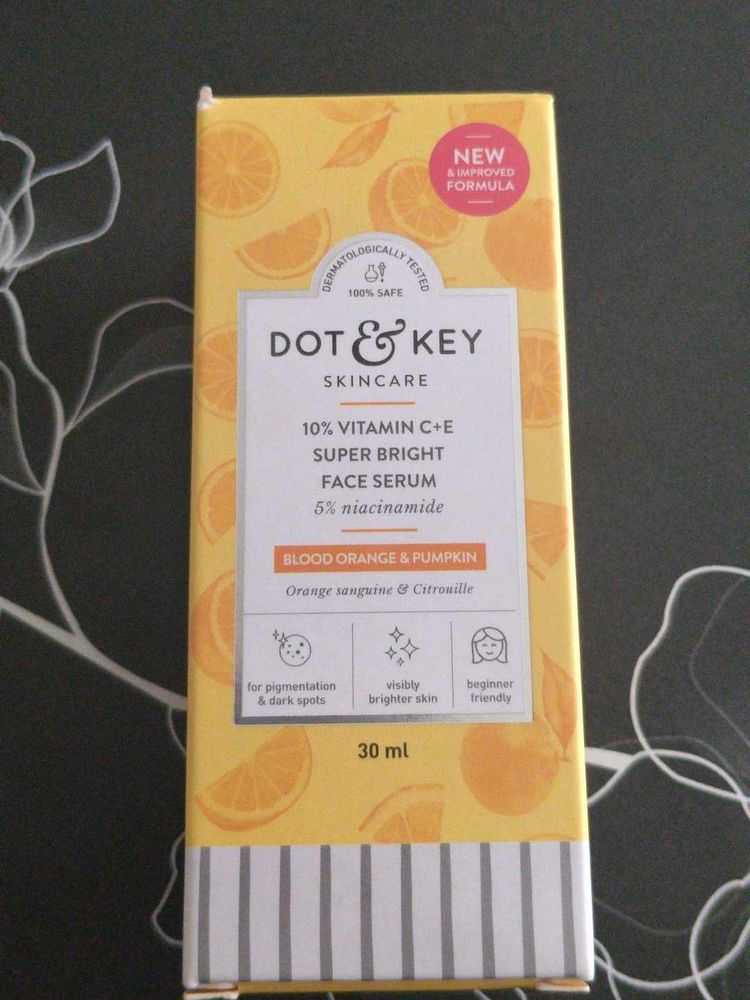 NEW
& IMPROVED
FORMULA
DERMATOLOGICALLY TESTED
100% SAFE
DOT & KEY
SKINCARE
10% VITAMIN C+E
SUPER BRIGHT
FACE SERUM
5% niacinamide
BLOOD ORANGE & PUMPKIN
Orange sanguine & Citrouille
for pigmentation
& dark spots
visibly
brighter skin
beginner
friendly
30 ml